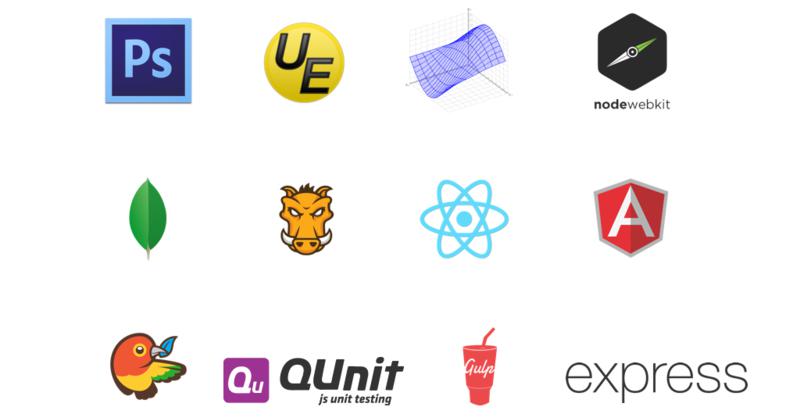 Ps
UE
nodewebkit
A
Qu QUnit
js unit testing
Gulp
express